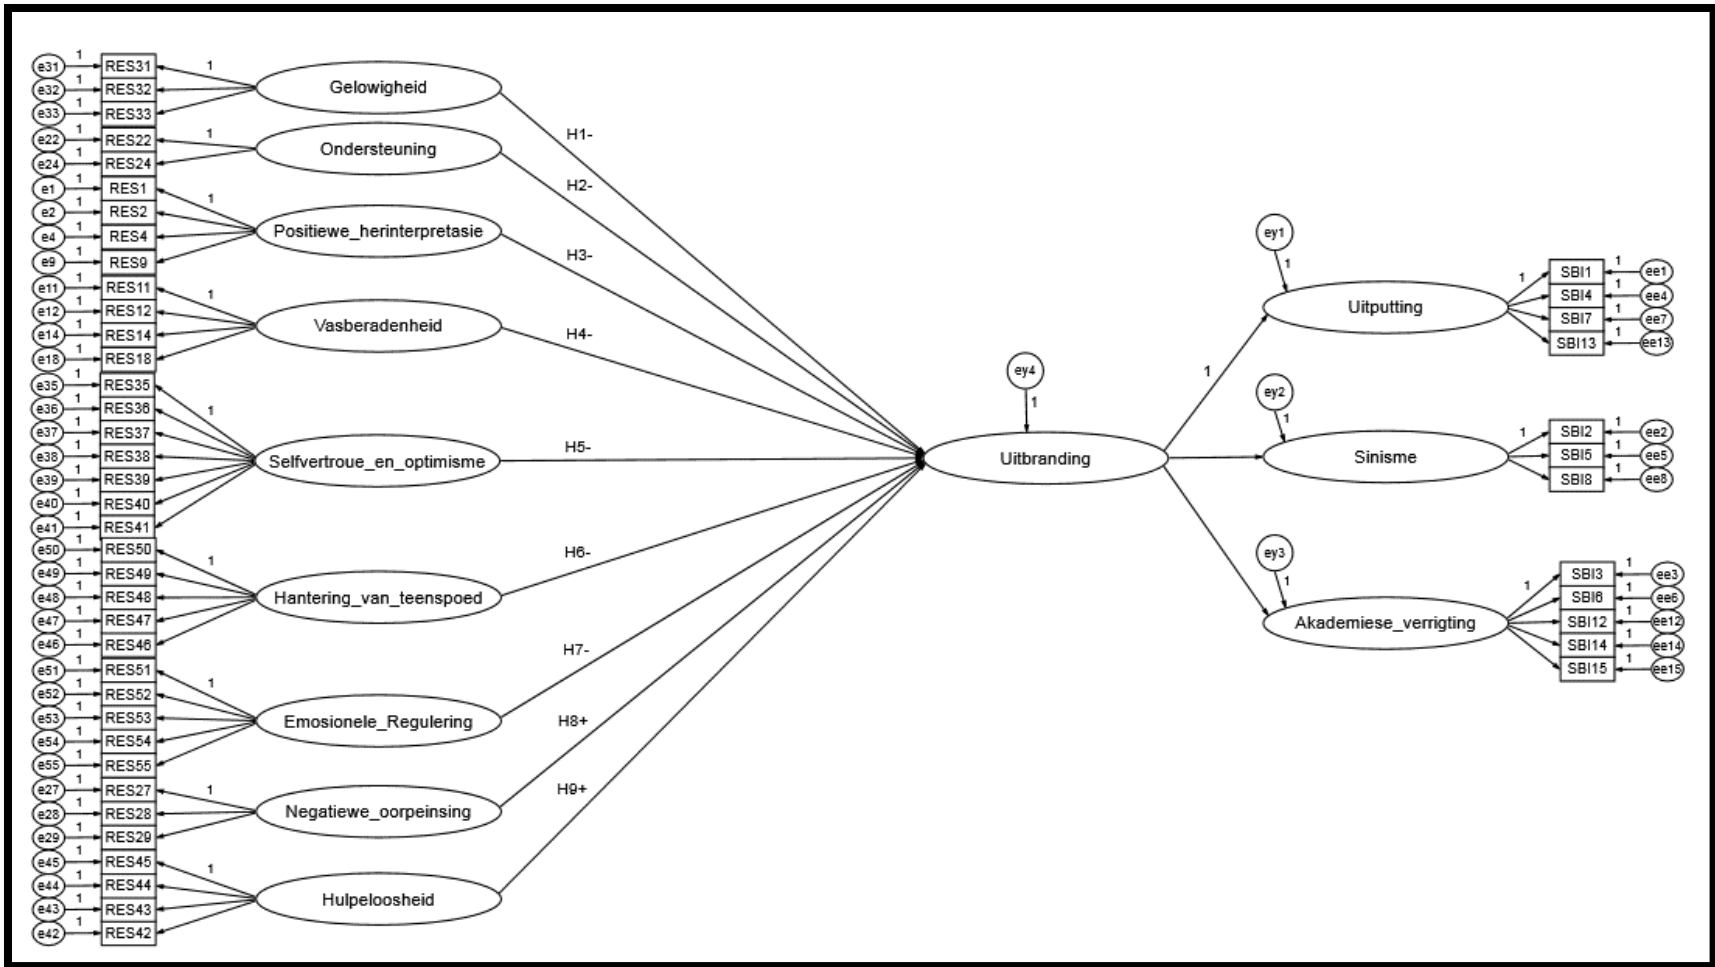 e31 1 RES31 1
e32 1 RES32
e33 1 RES33
Gelowigheid
e22 1 RES22 1
e24 1 RES24
Ondersteuning
e1 1 RES1 1
e2 1 RES2
e4 1 RES4
e9 1 RES9
Positiewe_herinterpretasie
e11 1 RES11 1
e12 1 RES12
e14 1 RES14
e18 1 RES18
Vasberadenheid
e35 1 RES35 1
e36 1 RES36
e37 1 RES37
e38 1 RES38
e39 1 RES39
e40 1 RES40
e41 1 RES41
Selfvertroue_en_optimisme
e50 1 RES50 1
e49 1 RES49
e48 1 RES48
e47 1 RES47
e46 1 RES46
Hantering_van_teenspoed
e51 1 RES51 1
e52 1 RES52
e53 1 RES53
e54 1 RES54
e55 1 RES55
Emosionele_Regulering
e27 1 RES27 1
e28 1 RES28
e29 1 RES29
Negatiewe_oorpeinsing
e45 1 RES45 1
e44 1 RES44
e43 1 RES43
e42 1 RES42
Hulpeloosheid
H1-
H2-
H3-
H4-
H5-
H6-
H7-
H8+
H9+
ey4
1
Uitbranding
1
ey1
1
Uitputting
1 SBI1 1 ee1
SBI4 1 ee4
SBI7 1 ee7
SBI13 1 ee13
ey2
1
Sinisme
1 SBI2 1 ee2
SBI5 1 ee5
SBI8 1 ee8
ey3
1
Akademiese_verrigting
1 SBI3 1 ee3
SBI6 1 ee6
SBI12 1 ee12
SBI14 1 ee14
SBI15 1 ee15